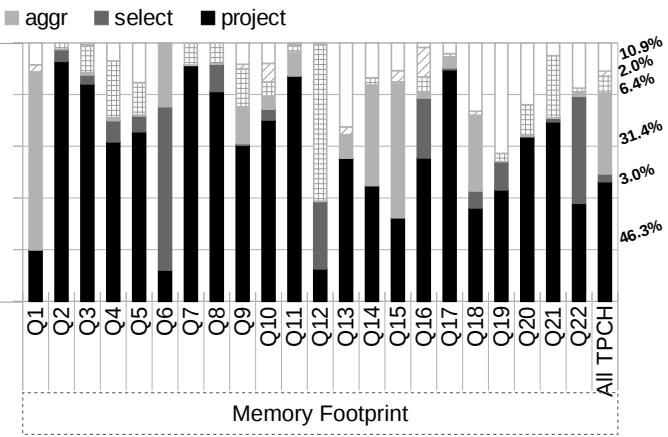 aggr select project
10.9%
2.0%
6.4%
31.4%
3.0%
46.3%
Q1 Q2 Q3 Q4 Q5 Q6 Q7 Q8 Q9 Q10 Q11 Q12 Q13 Q14 Q15 Q16 Q17 Q18 Q19 Q20 Q21 Q22 All TPCH
Memory Footprint